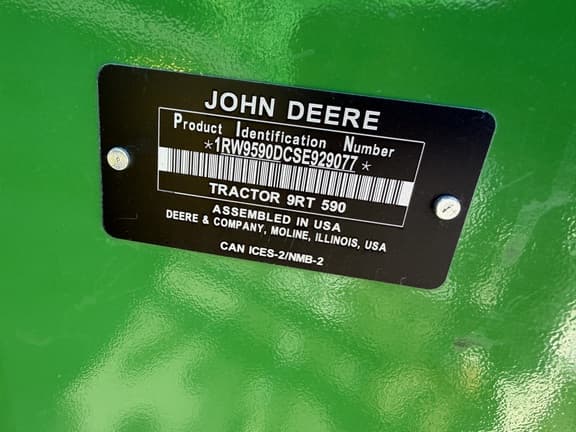 JOHN DEERE
Product Identification Number
*1RW9590DCSE929077*
TRACTOR 9RT 590
ASSEMBLED IN USA
DEERE & COMPANY, MOLINE, ILLINOIS, USA
CAN ICES-2/NMB-2